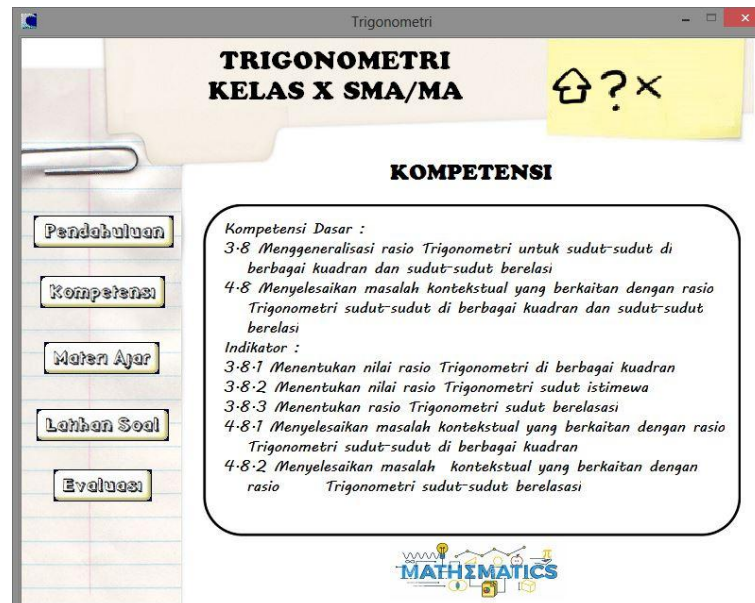 Trigonometri
TRIGONOMETRI
KELAS X SMA/MA
KOMPETENSI
Pendahuluan
Kompetensi
Materi Ajar
Latihan Soal
Evaluasi
Kompetensi Dasar :
3.8 Menggeneralisasi rasio Trigonometri untuk sudut-sudut di
berbagai kuadran dan sudut-sudut berelasi
4.8 Menyelesaikan masalah kontekstual yang berkaitan dengan rasio
Trigonometri sudut-sudut di berbagai kuadran dan sudut-sudut
berelasi
Indikator :
3.8.1 Menentukan nilai rasio Trigonometri di berbagai kuadran
3.8.2 Menentukan nilai rasio Trigonometri sudut istimewa
3.8.3 Menentukan rasio Trigonometri sudut berelasasi
4.8.1 Menyelesaikan masalah kontekstual yang berkaitan dengan rasio
Trigonometri sudut-sudut di berbagai kuadran
4.8.2 Menyelesaikan masalah kontekstual yang berkaitan dengan
rasio Trigonometri sudut-sudut berelasasi
MATHΣMATICS